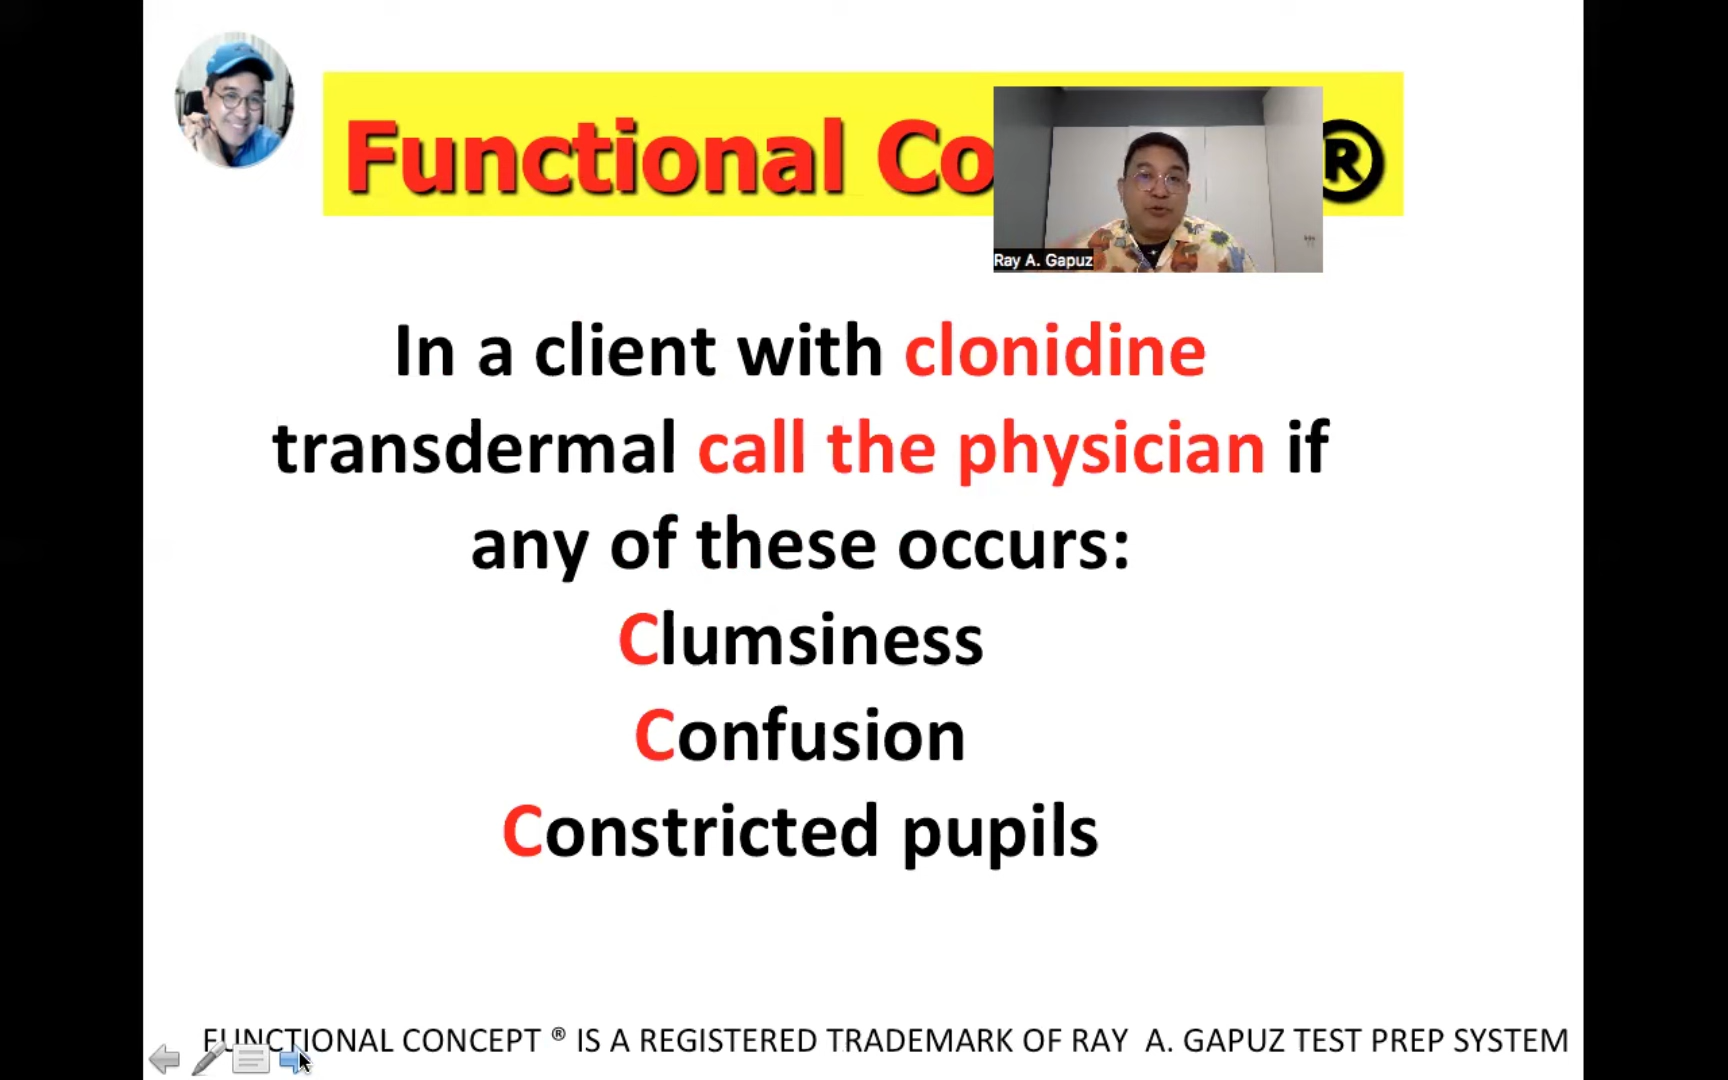 Functional Co ®
Ray A. Gapuz
In a client with clonidine
transdermal call the physician if
any of these occurs:
Clumsiness
Confusion
Constricted pupils
FUNCTIONAL CONCEPT ® IS A REGISTERED TRADEMARK OF RAY A. GAPUZ TEST PREP SYSTEM